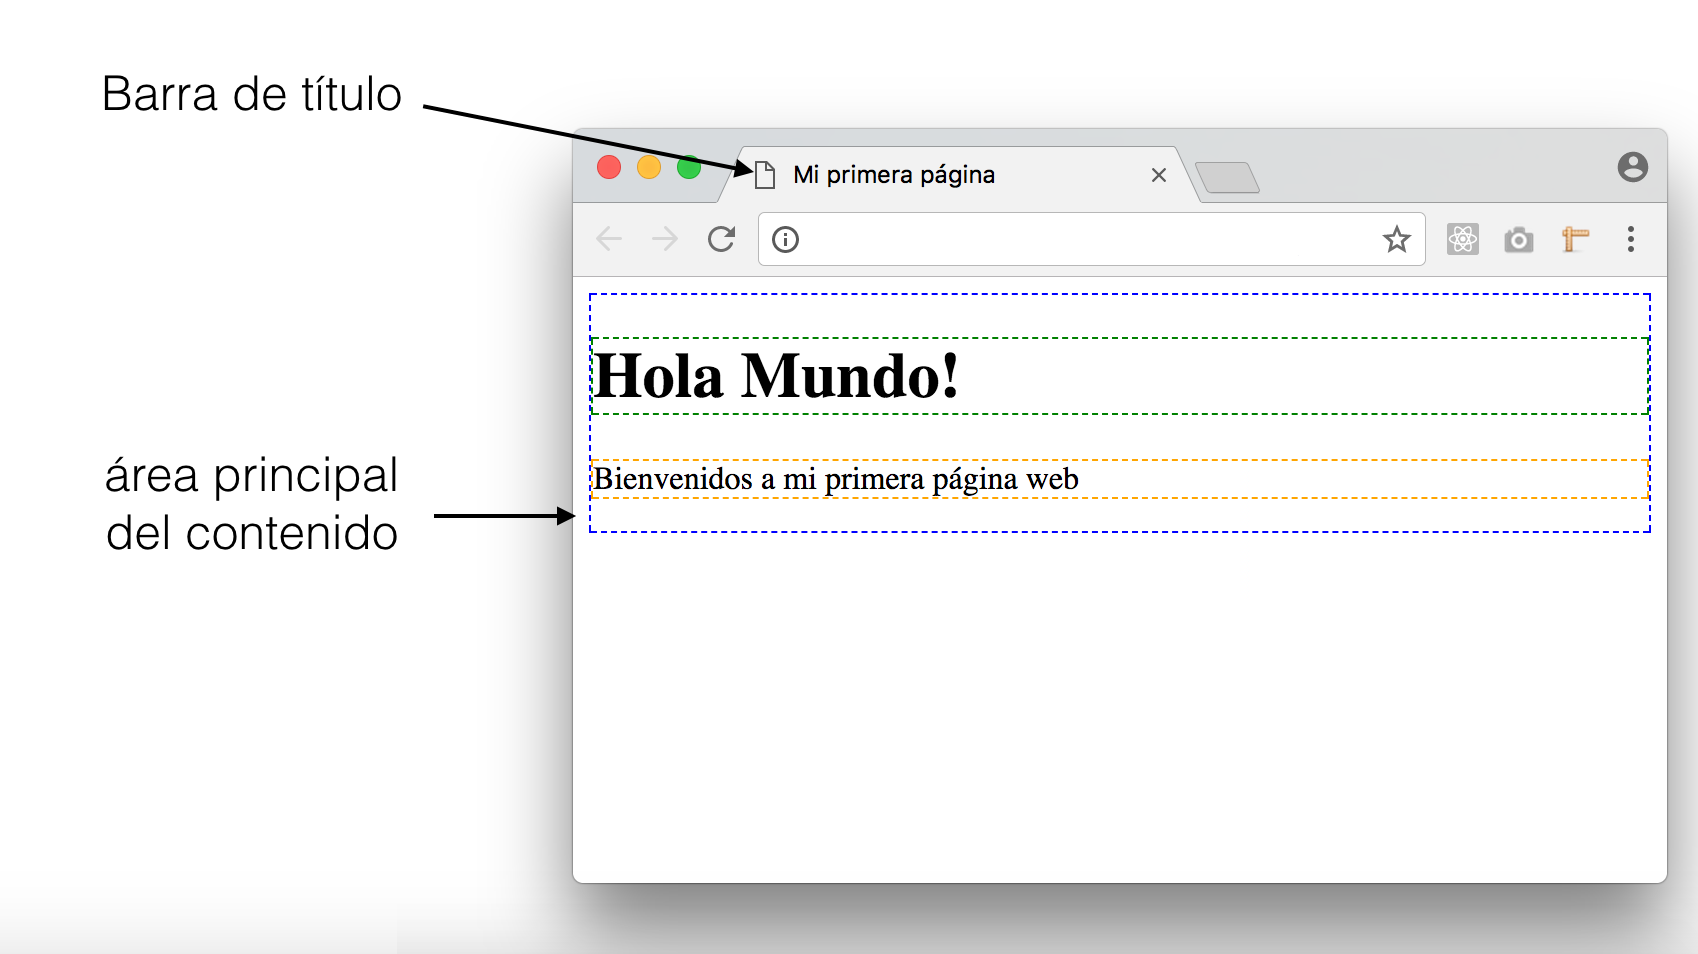 Barra de título
Mi primera página
Hola Mundo!
Bienvenidos a mi primera página web
área principal
del contenido